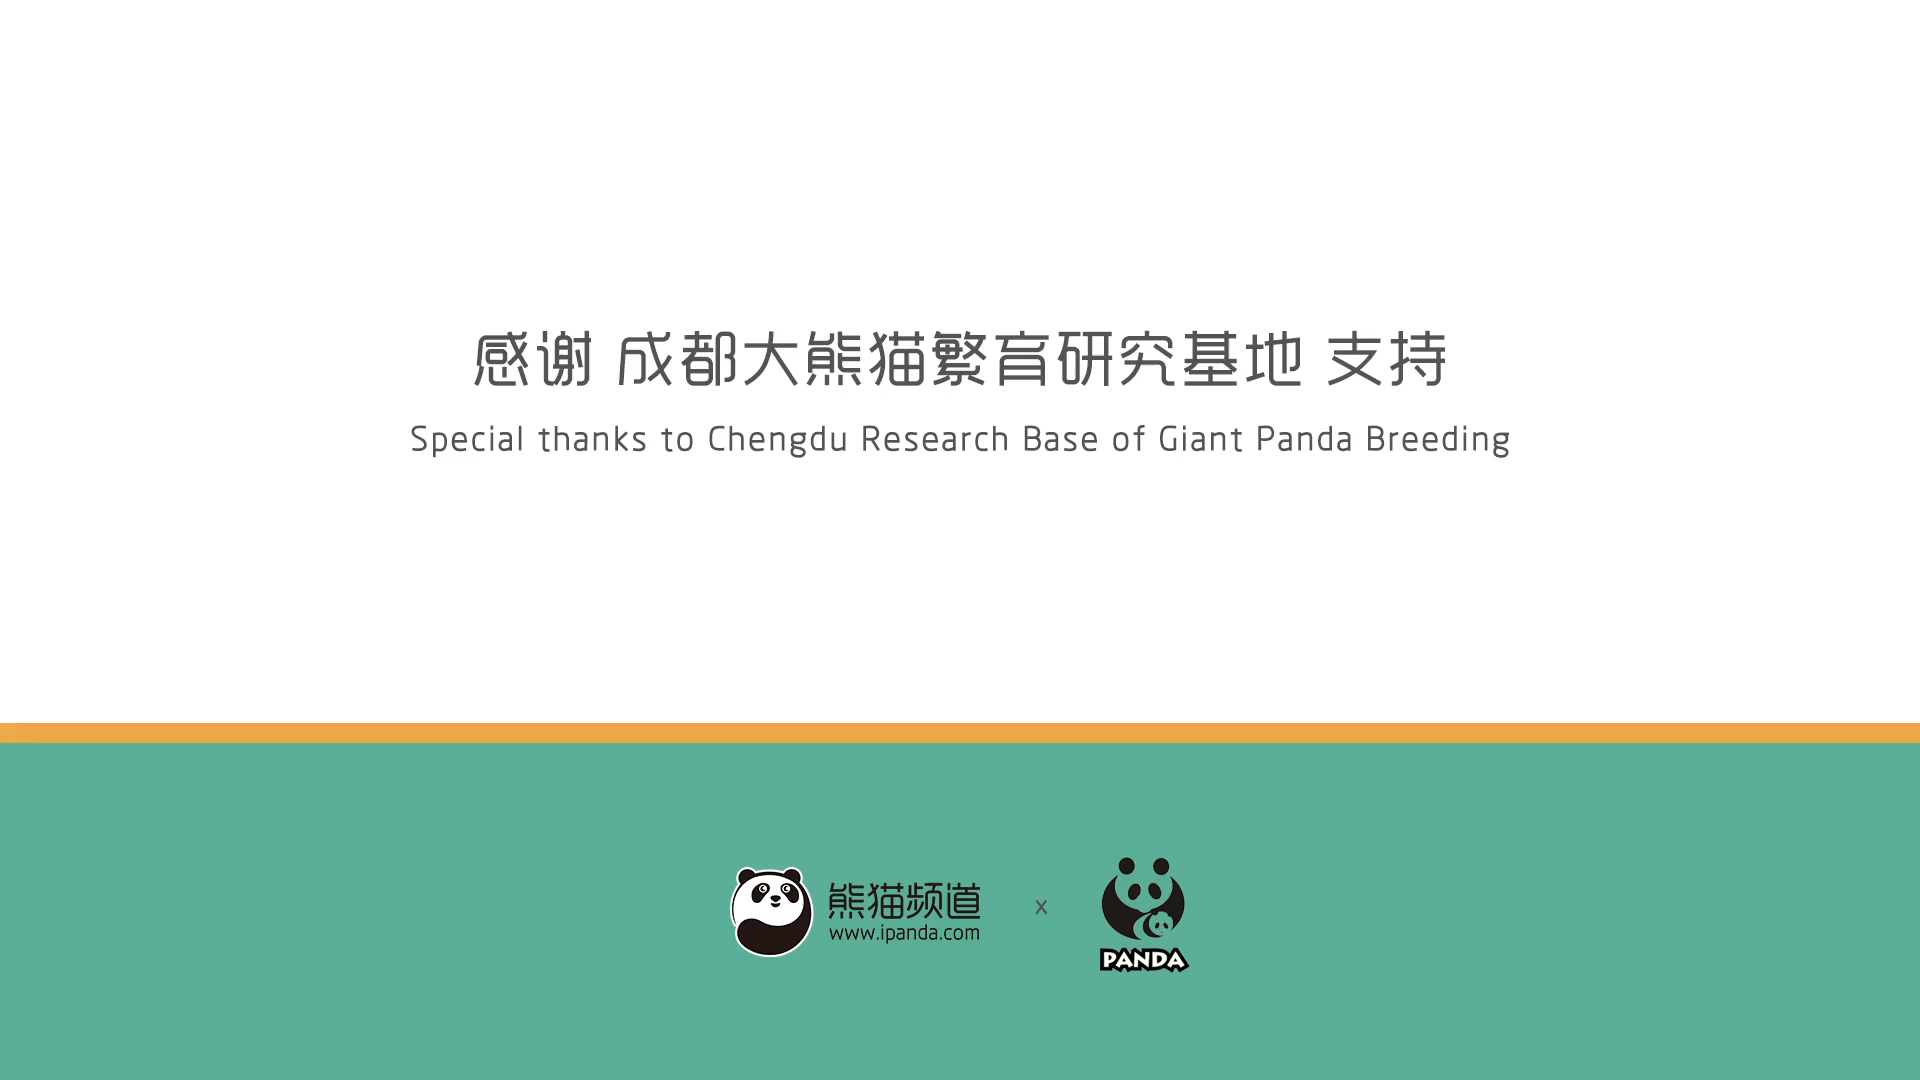 感谢 成都大熊猫繁育研究基地 支持
Special thanks to Chengdu Research Base of Giant Panda Breeding
熊猫频道
www.ipanda.com
x
PANDA